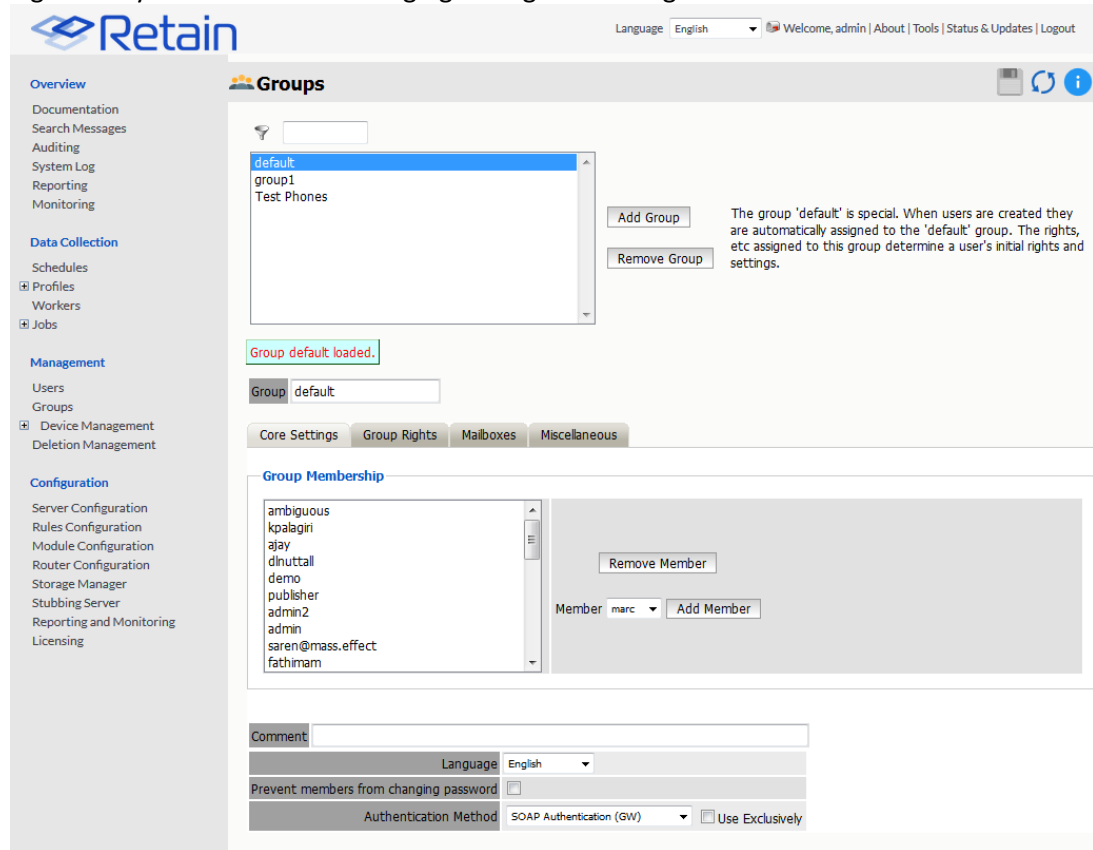 Retain
Language English Welcome, admin | About | Tools | Status & Updates | Logout
Overview
Documentation
Search Messages
Auditing
System Log
Reporting
Monitoring
Data Collection
Schedules
Profiles
Workers
Jobs
Management
Users
Groups
Device Management
Deletion Management
Configuration
Server Configuration
Rules Configuration
Module Configuration
Router Configuration
Storage Manager
Stubbing Server
Reporting and Monitoring
Licensing
Groups
default
group1
Test Phones
Add Group
Remove Group
The group 'default' is special. When users are created they
are automatically assigned to the 'default' group. The rights,
etc assigned to this group determine a user's initial rights and
settings.
Group default loaded.
Group default
Core Settings Group Rights Mailboxes Miscellaneous
Group Membership
ambiguous
kpalagiri
ajay
dlnuttall
demo
publisher
admin2
admin
saren@mass.effect
fathimam
Remove Member
Member marc Add Member
Comment
Language English
Prevent members from changing password
Authentication Method SOAP Authentication (GW) Use Exclusively